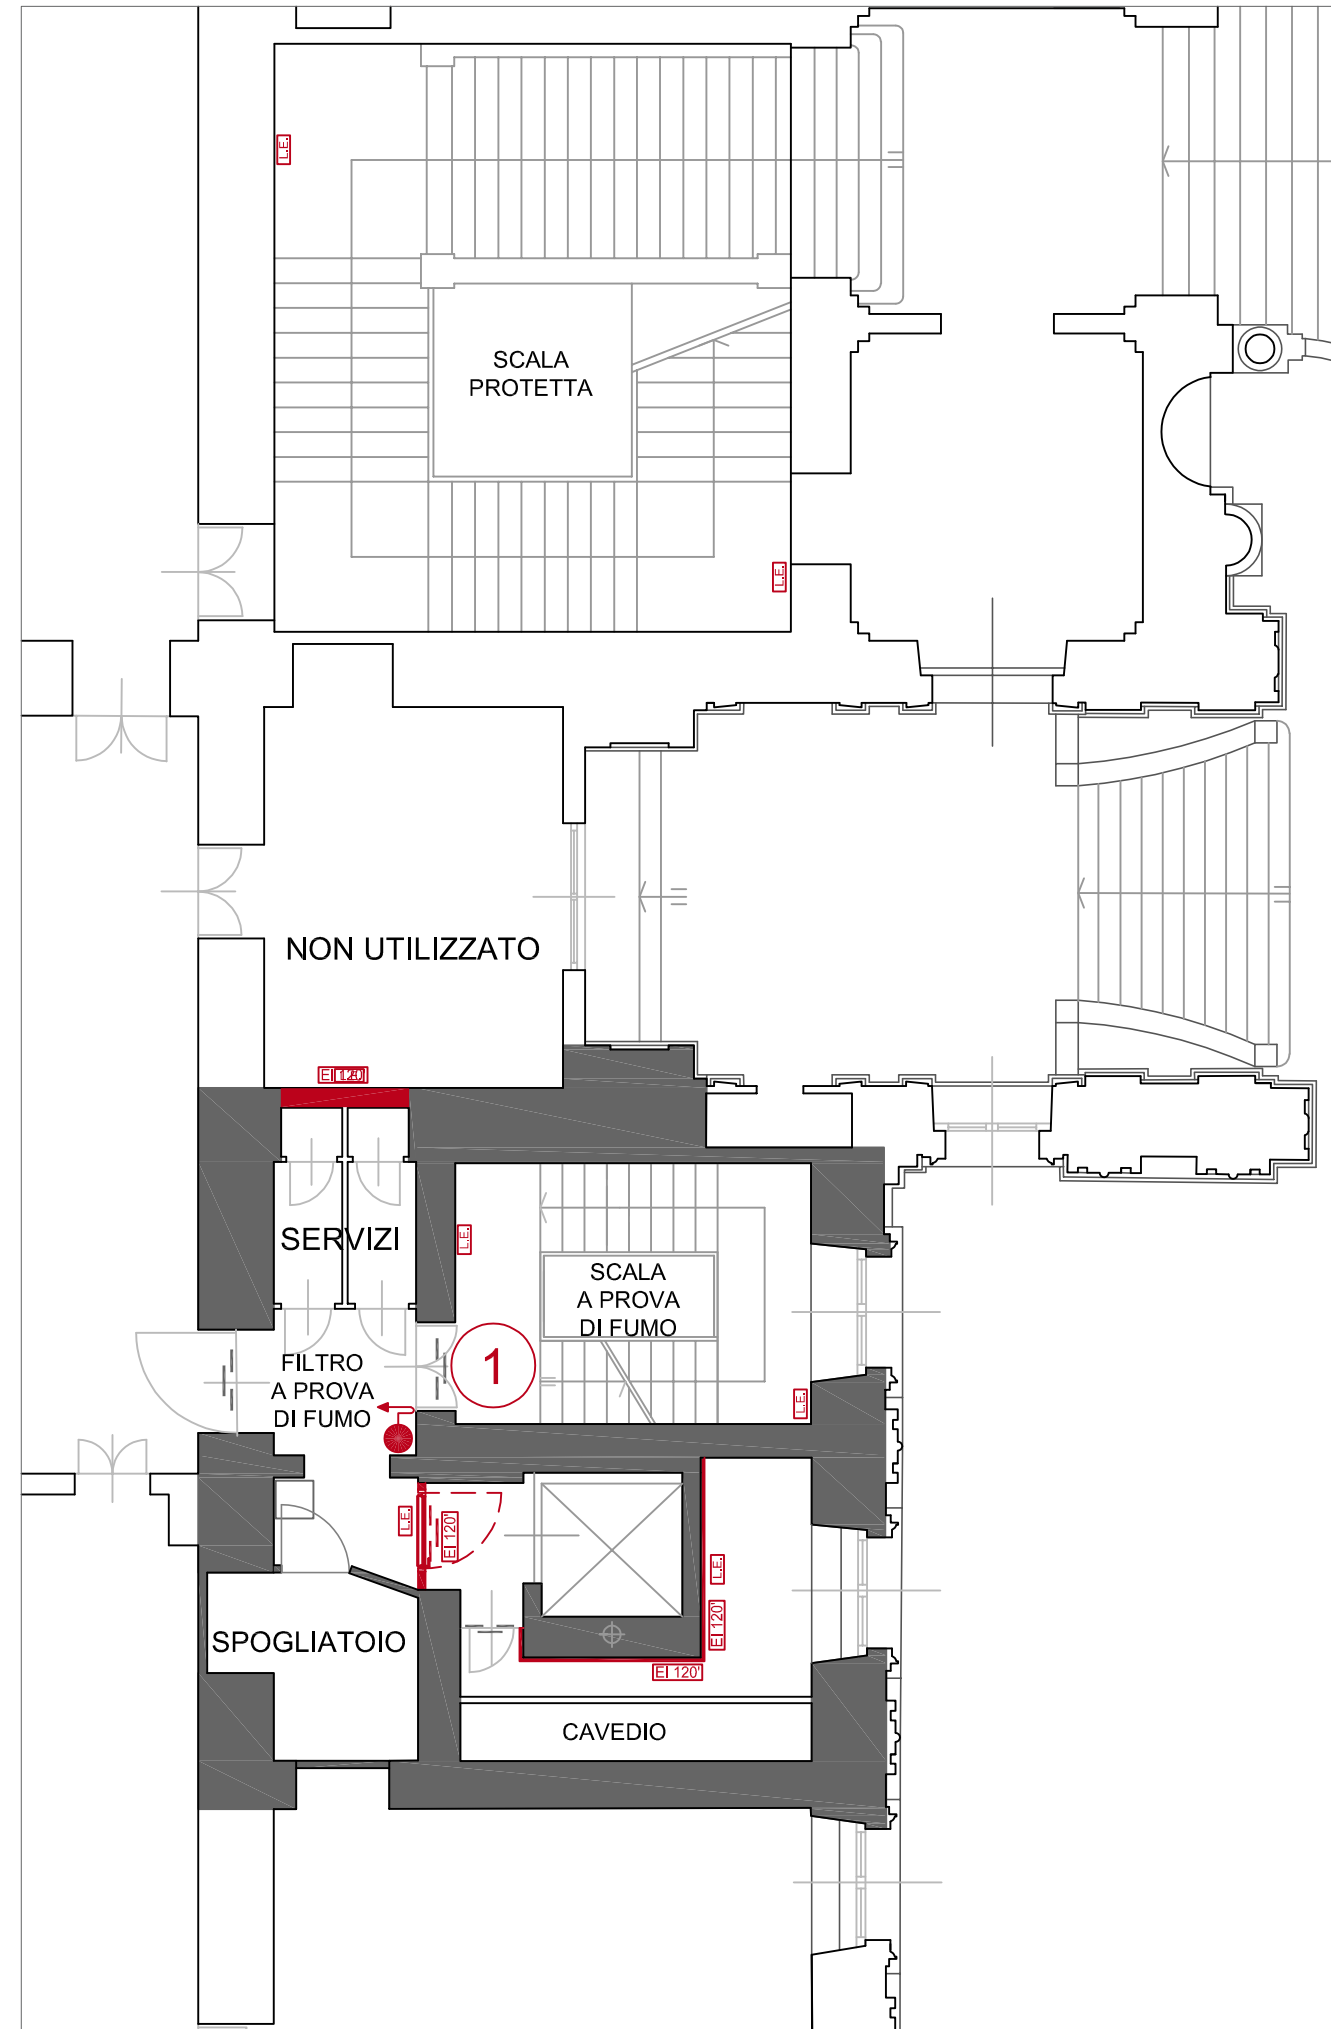 L.E.
SCALA
PROTETTA
L.E.
NON UTILIZZATO
EI 120'
L.E.
SERVIZI
L.E.
SCALA
A PROVA
DI FUMO
FILTRO
A PROVA
DI FUMO
1
L.E.
L.E.
EI 120'
L.E.
EI 120'
SPOGLIATOIO
EI 120'
CAVEDIO